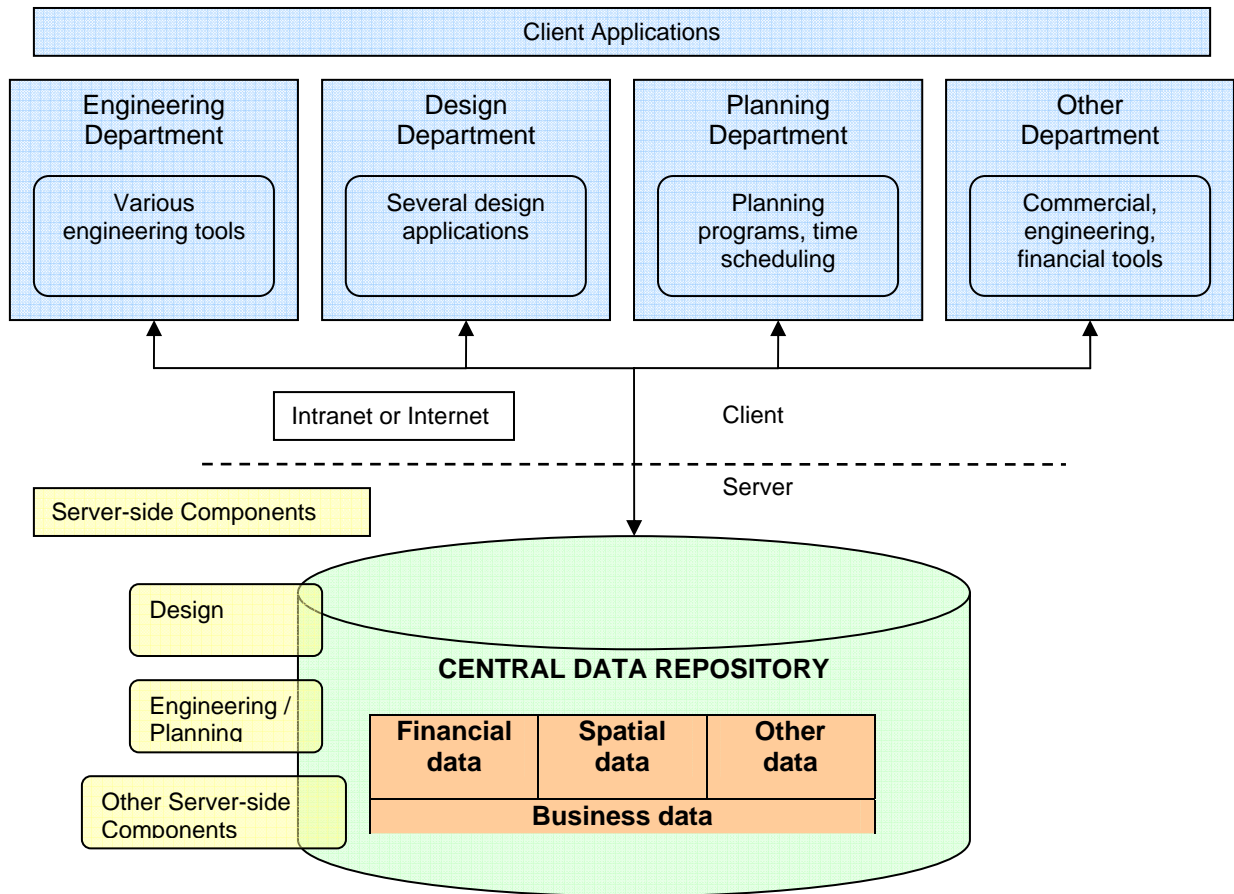 Client Applications
Engineering
Department
Various
engineering tools
Design
Department
Several design
applications
Planning
Department
Planning
programs, time
scheduling
Other
Department
Commercial,
engineering,
financial tools
Intranet or Internet
Client
Server
Server-side Components
Design
Engineering /
Planning
Other Server-side
Components
CENTRAL DATA REPOSITORY
Financial
data
Spatial
data
Other
data
Business data